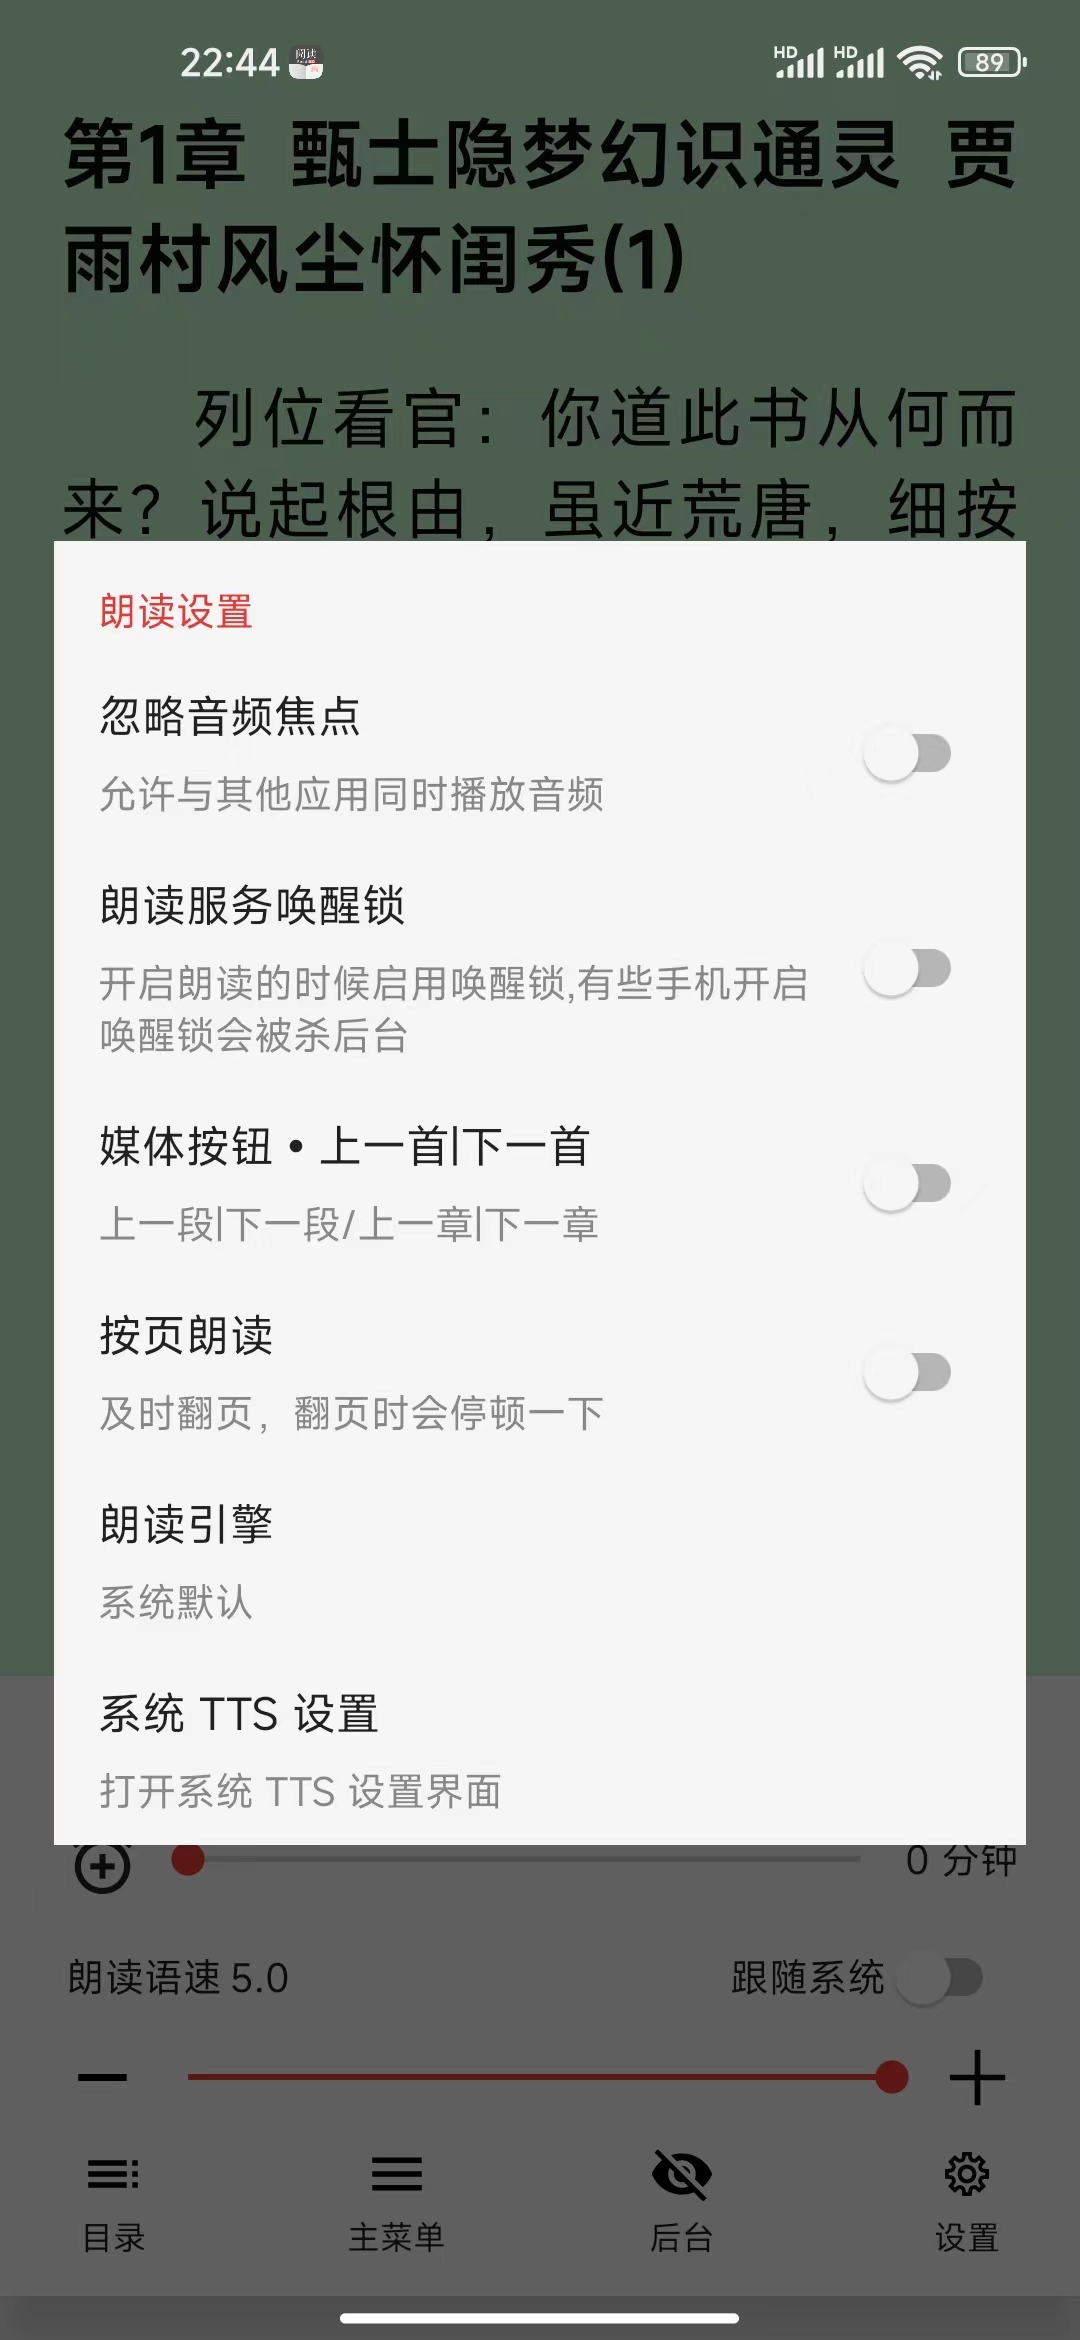 22:44
阅读
HD
HD
89
第1章 甄士隐梦幻识通灵 贾
雨村风尘怀闺秀(1)
列位看官：你道此书从何而
来？说起根由，虽近荒唐，细按
朗读设置
忽略音频焦点
允许与其他应用同时播放音频
朗读服务唤醒锁
开启朗读的时候启用唤醒锁,有些手机开启
唤醒锁会被杀后台
媒体按钮 • 上一首|下一首
上一段|下一段/上一章|下一章
按页朗读
及时翻页，翻页时会停顿一下
朗读引擎
系统默认
系统 TTS 设置
打开系统 TTS 设置界面
0 分钟
朗读语速 5.0
跟随系统
目录
主菜单
后台
设置